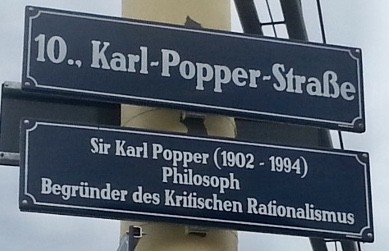 10., Karl-Popper-Straße
Sir Karl Popper (1902 - 1994)
Philosoph
Begründer des Kritischen Rationalismus